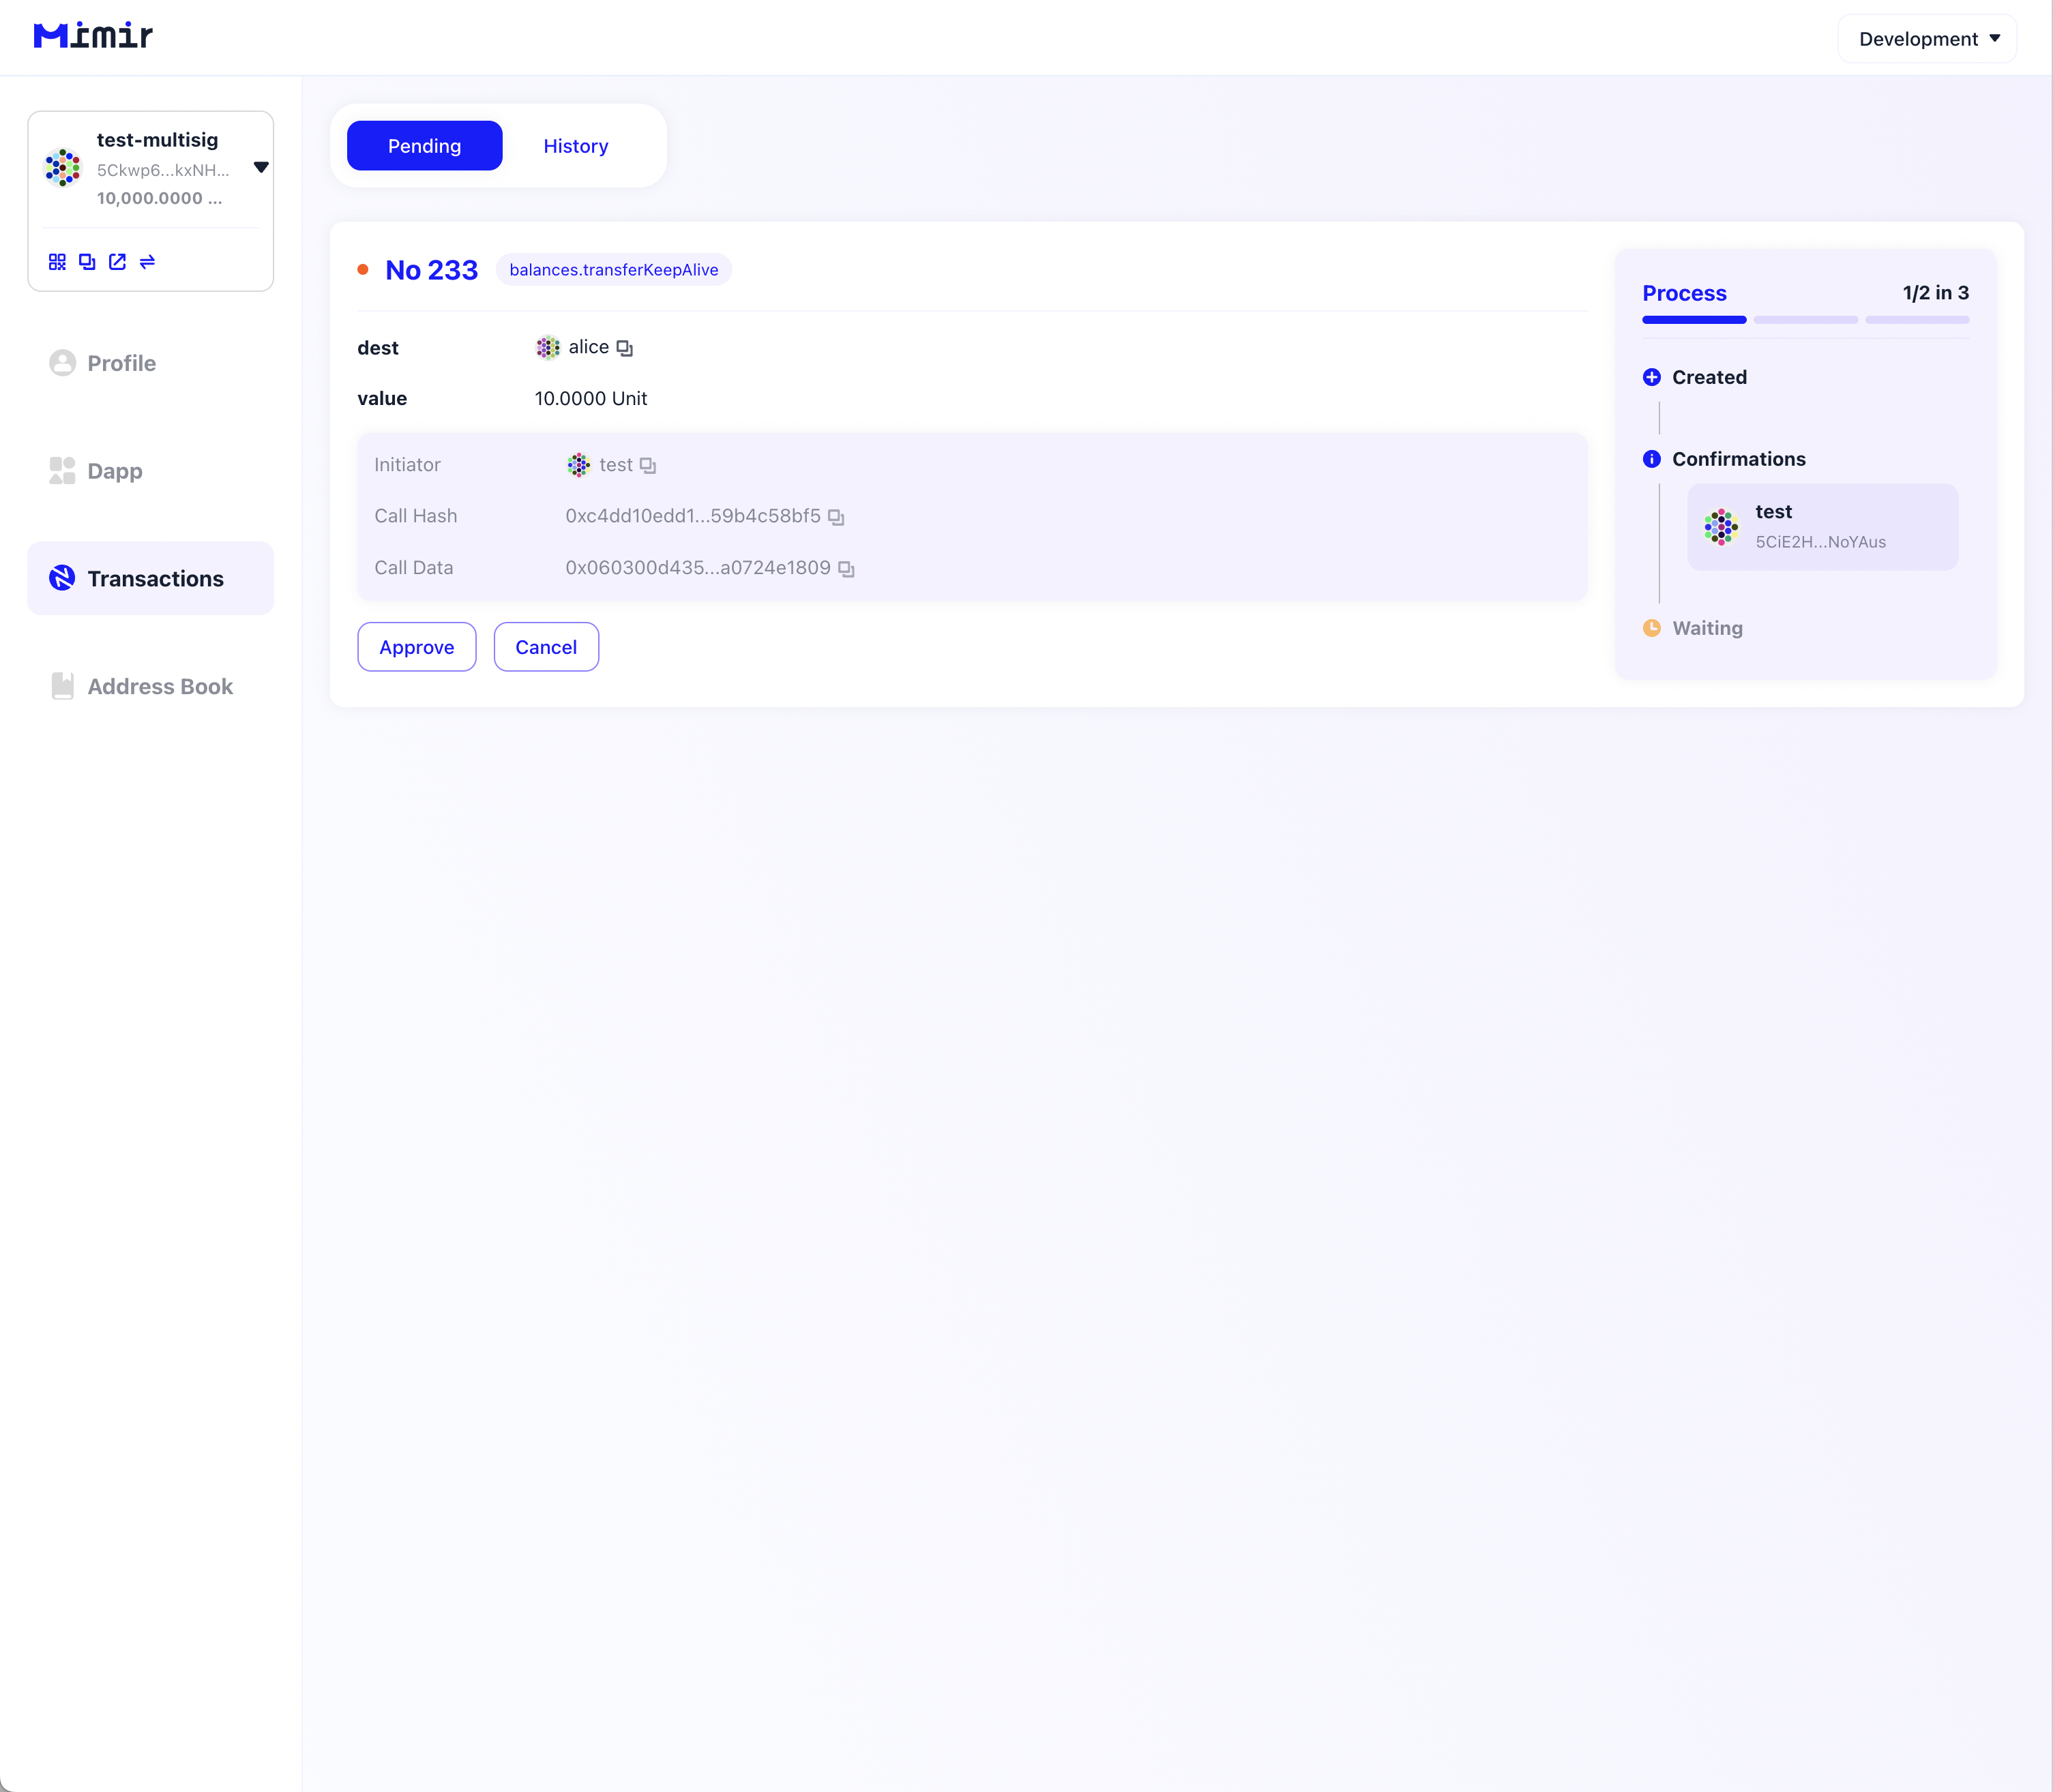 Mimir
Development
test-multisig
5Ckwp6...kxNH...
10,000.0000 ...
Profile
Dapp
Transactions
Address Book
Pending
History
No 233
balances.transferKeepAlive
dest
alice
value
10.0000 Unit
Initiator
test
Call Hash
0xc4dd10edd1...59b4c58bf5
Call Data
0x060300d435...a0724e1809
Approve
Cancel
Process
1/2 in 3
Created
Confirmations
test
5CiE2H...NoYAus
Waiting